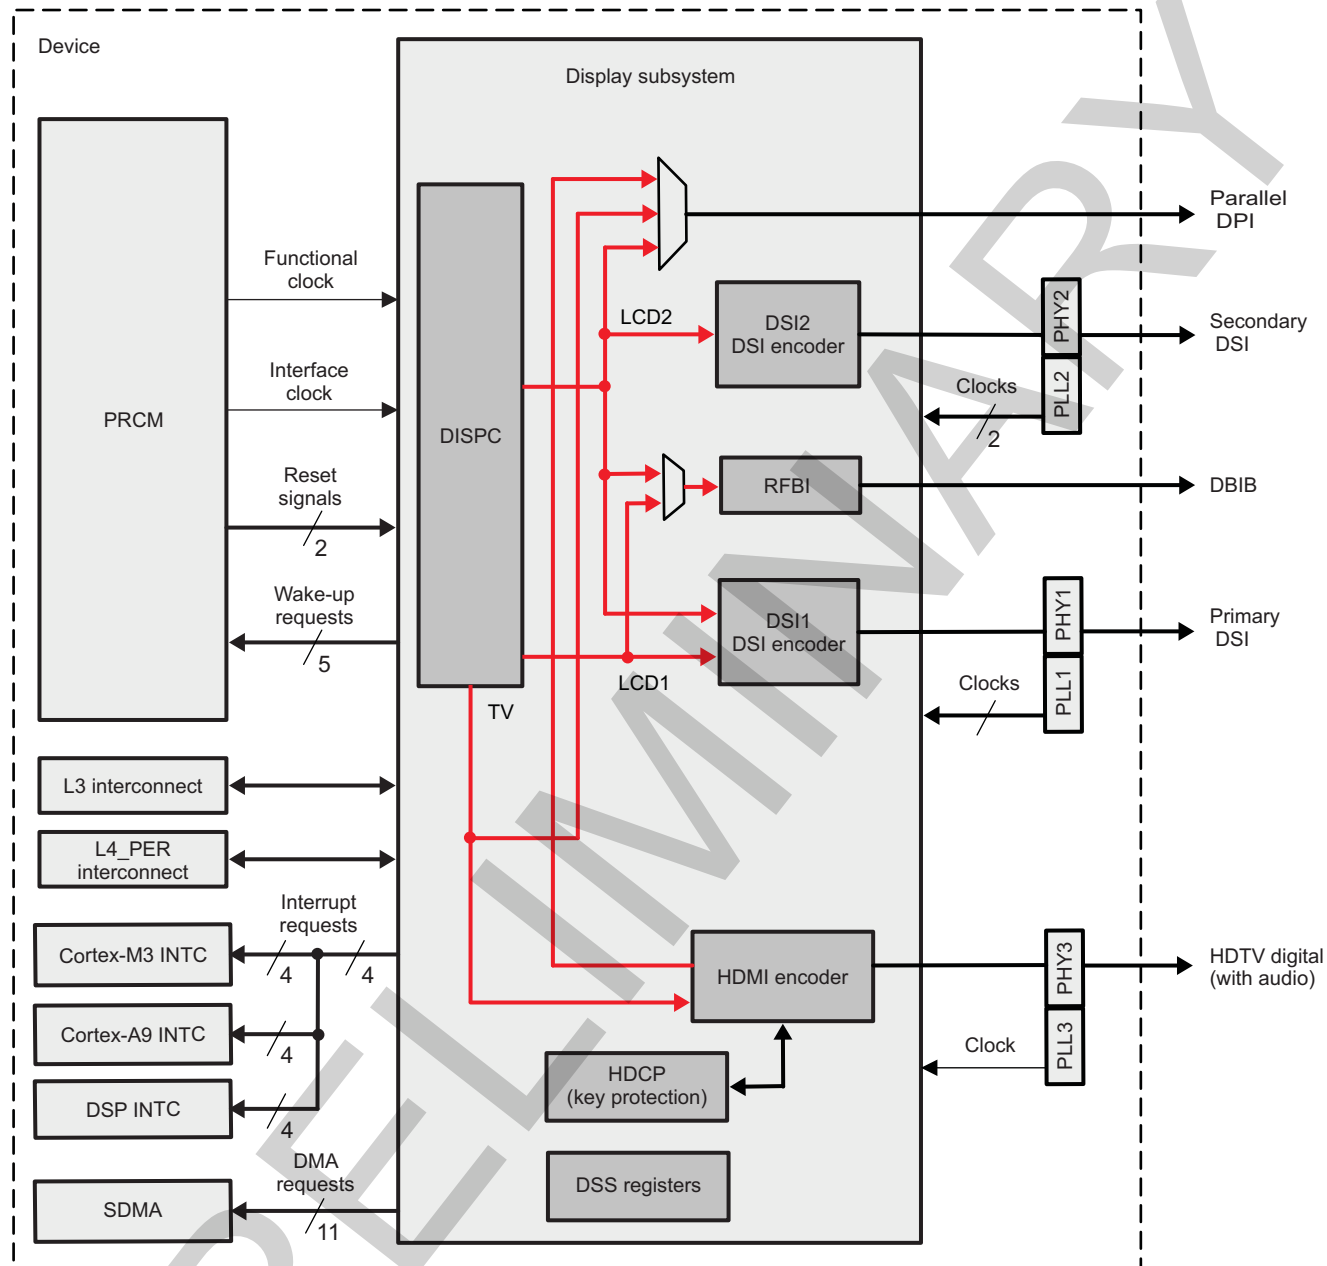 Device
Display subsystem
PRCM
Functional
clock
Interface
clock
Reset
signals
2
Wake-up
requests
5
DISPC
LCD2
DSI2
DSI encoder
RFBI
DSI1
DSI encoder
LCD1
TV
Parallel
DPI
PHY2
PLL2
Secondary
DSI
Clocks
2
DBIB
PHY1
PLL1
Primary
DSI
Clocks
L3 interconnect
L4_PER
interconnect
Interrupt
requests
Cortex-M3 INTC
4
4
Cortex-A9 INTC
4
DSP INTC
4
DMA
requests
SDMA
11
HDMI encoder
HDCP
(key protection)
DSS registers
PHY3
PLL3
HDTV digital
(with audio)
Clock
PRELIMINARY